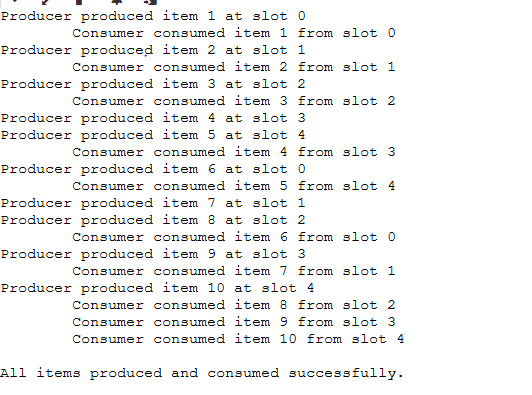 Producer produced item 1 at slot 0
Consumer consumed item 1 from slot 0
Producer produced item 2 at slot 1
Consumer consumed item 2 from slot 1
Producer produced item 3 at slot 2
Consumer consumed item 3 from slot 2
Producer produced item 4 at slot 3
Producer produced item 5 at slot 4
Consumer consumed item 4 from slot 3
Producer produced item 6 at slot 0
Consumer consumed item 5 from slot 4
Producer produced item 7 at slot 1
Producer produced item 8 at slot 2
Consumer consumed item 6 from slot 0
Producer produced item 9 at slot 3
Consumer consumed item 7 from slot 1
Producer produced item 10 at slot 4
Consumer consumed item 8 from slot 2
Consumer consumed item 9 from slot 3
Consumer consumed item 10 from slot 4
All items produced and consumed successfully.